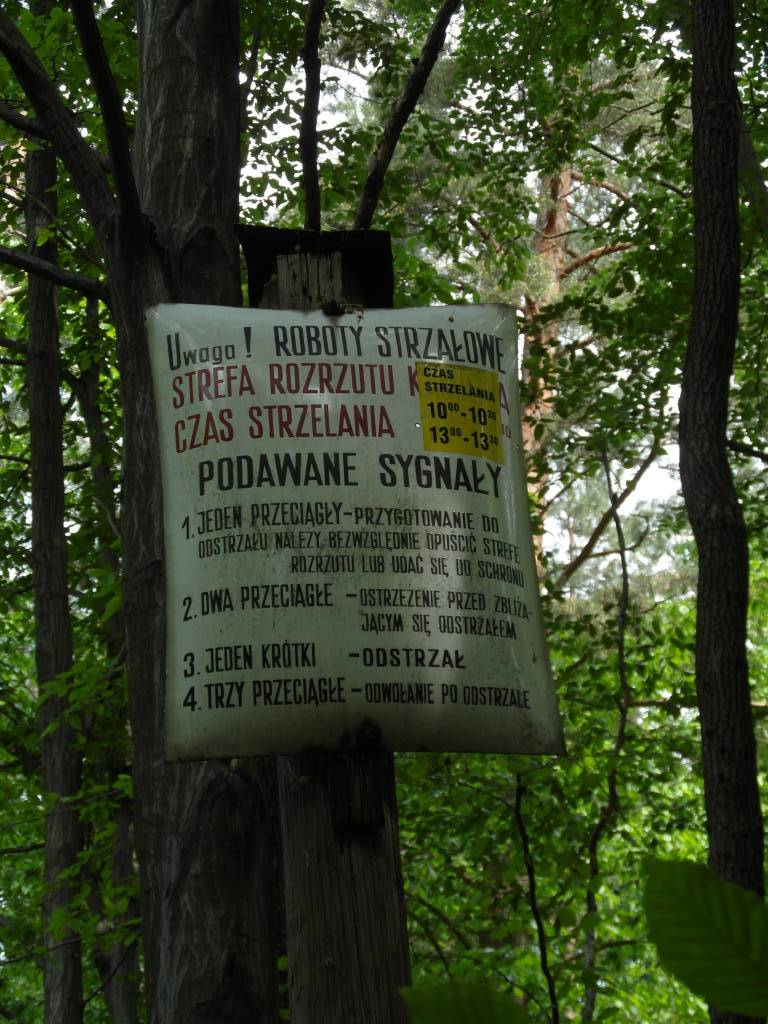 Uwaga! ROBOTY STRZAŁOWE
STREFA ROZRZUTU
CZAS STRZELANIA
CZAS
STRZELANIA
10⁰⁰-10³⁰
13⁰⁰-13³⁰
PODAWANE SYGNAŁY
1. JEDEN PRZECIĄGŁY-PRZYGOTOWANIE DO
ODSTRZAŁU NALEŻY BEZWZGLĘDNIE OPUŚCIĆ STREFĘ
ROZRZUTU LUB UDAĆ SIĘ DO SCHRONU
2. DWA PRZECIĄGŁE -OSTRZEŻENIE PRZED ZBLIŻA-
JĄCYM SIĘ ODSTRZAŁEM
3. JEDEN KRÓTKI -ODSTRZAŁ
4. TRZY PRZECIĄGŁE -ODWOŁANIE PO ODSTRZALE